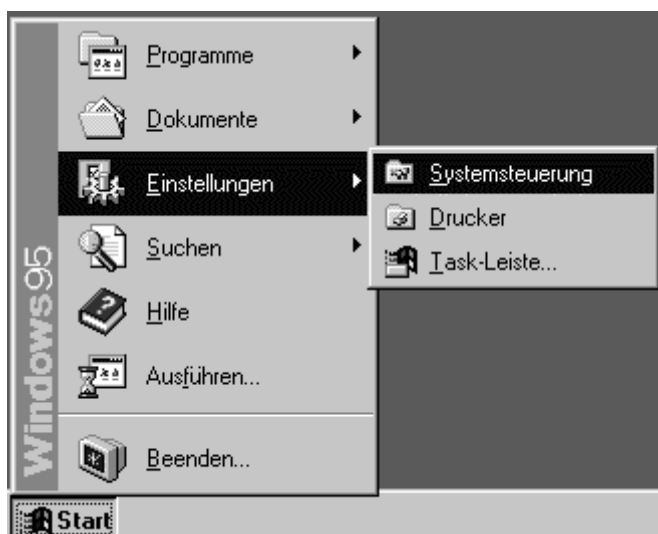 Programme
Dokumente
Einstellungen
Suchen
Hilfe
Ausführen...
Beenden...
Systemsteuerung
Drucker
Task-Leiste...
Windows95
Start